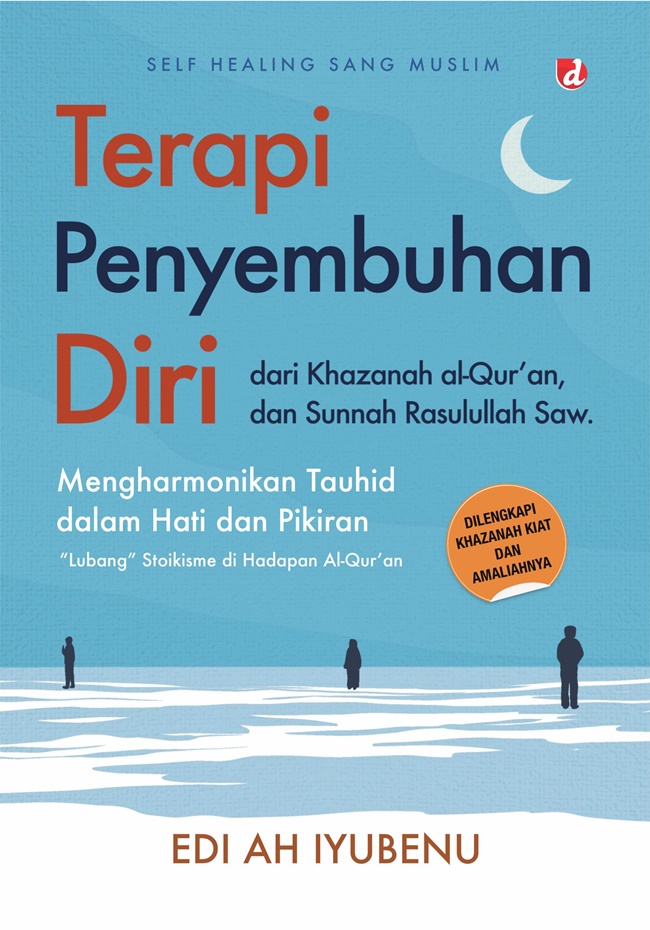 SELF HEALING SANG MUSLIM
d
Terapi
Penyembuhan
Diri
dari Khazanah al-Qur’an,
dan Sunnah Rasulullah Saw.
Mengharmonikan Tauhid
dalam Hati dan Pikiran
“Lubang” Stoikisme di Hadapan Al-Qur’an
DILENGKAPI
KHAZANAH KIAT
DAN
AMALIAHNYA
EDI AH IYUBENU